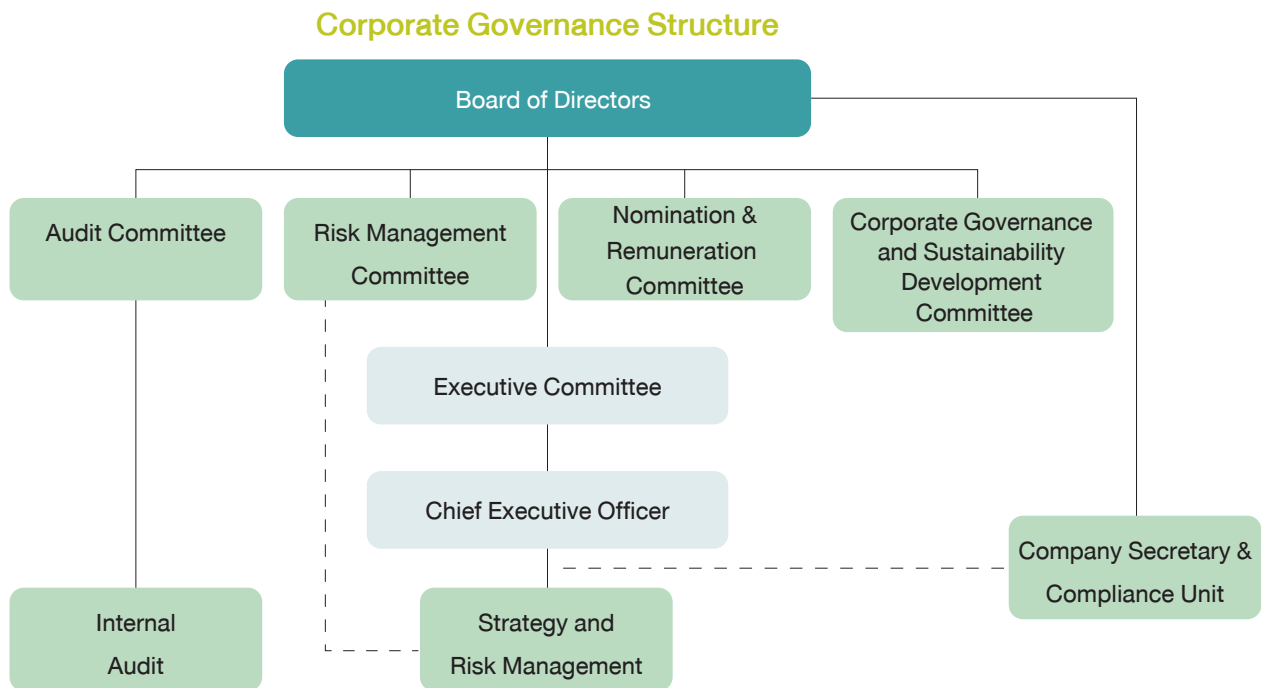 Corporate Governance Structure
Board of Directors
Audit Committee
Risk Management
Committee
Nomination &
Remuneration
Committee
Corporate Governance
and Sustainability
Development
Committee
Executive Committee
Chief Executive Officer
Company Secretary &
Compliance Unit
Internal
Audit
Strategy and
Risk Management